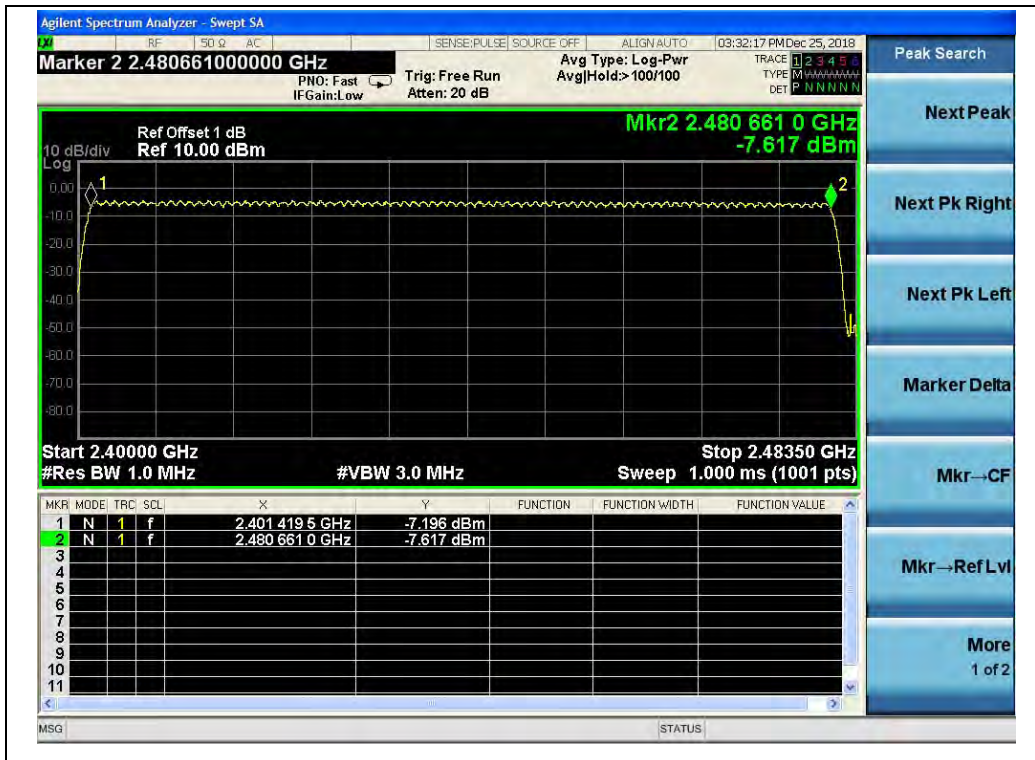 Agilent Spectrum Analyzer - Swept SA
LXI RF 50 Ω AC SENSE:PULSE SOURCE OFF ALIGN AUTO 03:32:17 PM Dec 25, 2018
Marker 2 2.480661000000 GHz
PNO: Fast
IFGain:Low
Trig: Free Run
Atten: 20 dB
Avg Type: Log-Pwr
Avg|Hold:>100/100
TRACE 1 2 3 4 5 6
TYPE M
DET P N N N N N
Peak Search
Next Peak
Next Pk Right
Next Pk Left
Marker Delta
Mkr→CF
Mkr→Ref Lvl
More
1 of 2
Mkr2 2.480 661 0 GHz
-7.617 dBm
Ref Offset 1 dB
10 dB/div Ref 10.00 dBm
Log
0.00
-10.0
-20.0
-30.0
-40.0
-50.0
-60.0
-70.0
-80.0
1
2
Start 2.40000 GHz Stop 2.48350 GHz
#Res BW 1.0 MHz #VBW 3.0 MHz Sweep 1.000 ms (1001 pts)
MKR MODE TRC SCL X Y FUNCTION FUNCTION WIDTH FUNCTION VALUE
1 N 1 f 2.401 419 5 GHz -7.196 dBm
2 N 1 f 2.480 661 0 GHz -7.617 dBm
3
4
5
6
7
8
9
10
11
MSG STATUS